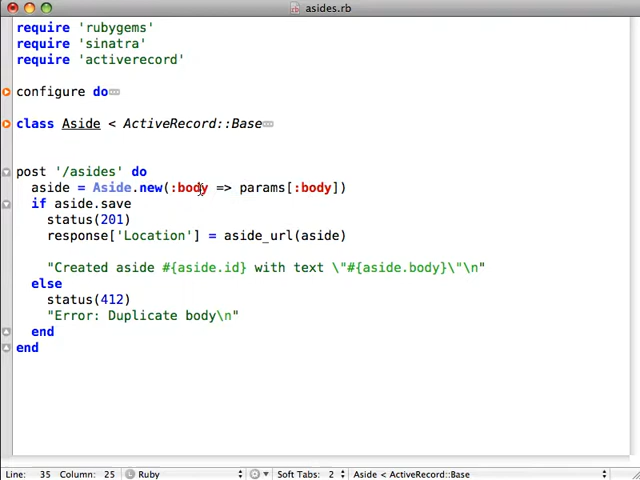 asides.rb
require 'rubygems'
require 'sinatra'
require 'activerecord'
configure do
class Aside < ActiveRecord::Base
post '/asides' do
aside = Aside.new(:body => params[:body])
if aside.save
status(201)
response['Location'] = aside_url(aside)
"Created aside #{aside.id} with text \"#{aside.body}\"\n"
else
status(412)
"Error: Duplicate body\n"
end
end
Line: 35 Column: 25 L Ruby Soft Tabs: 2 Aside < ActiveRecord::Base